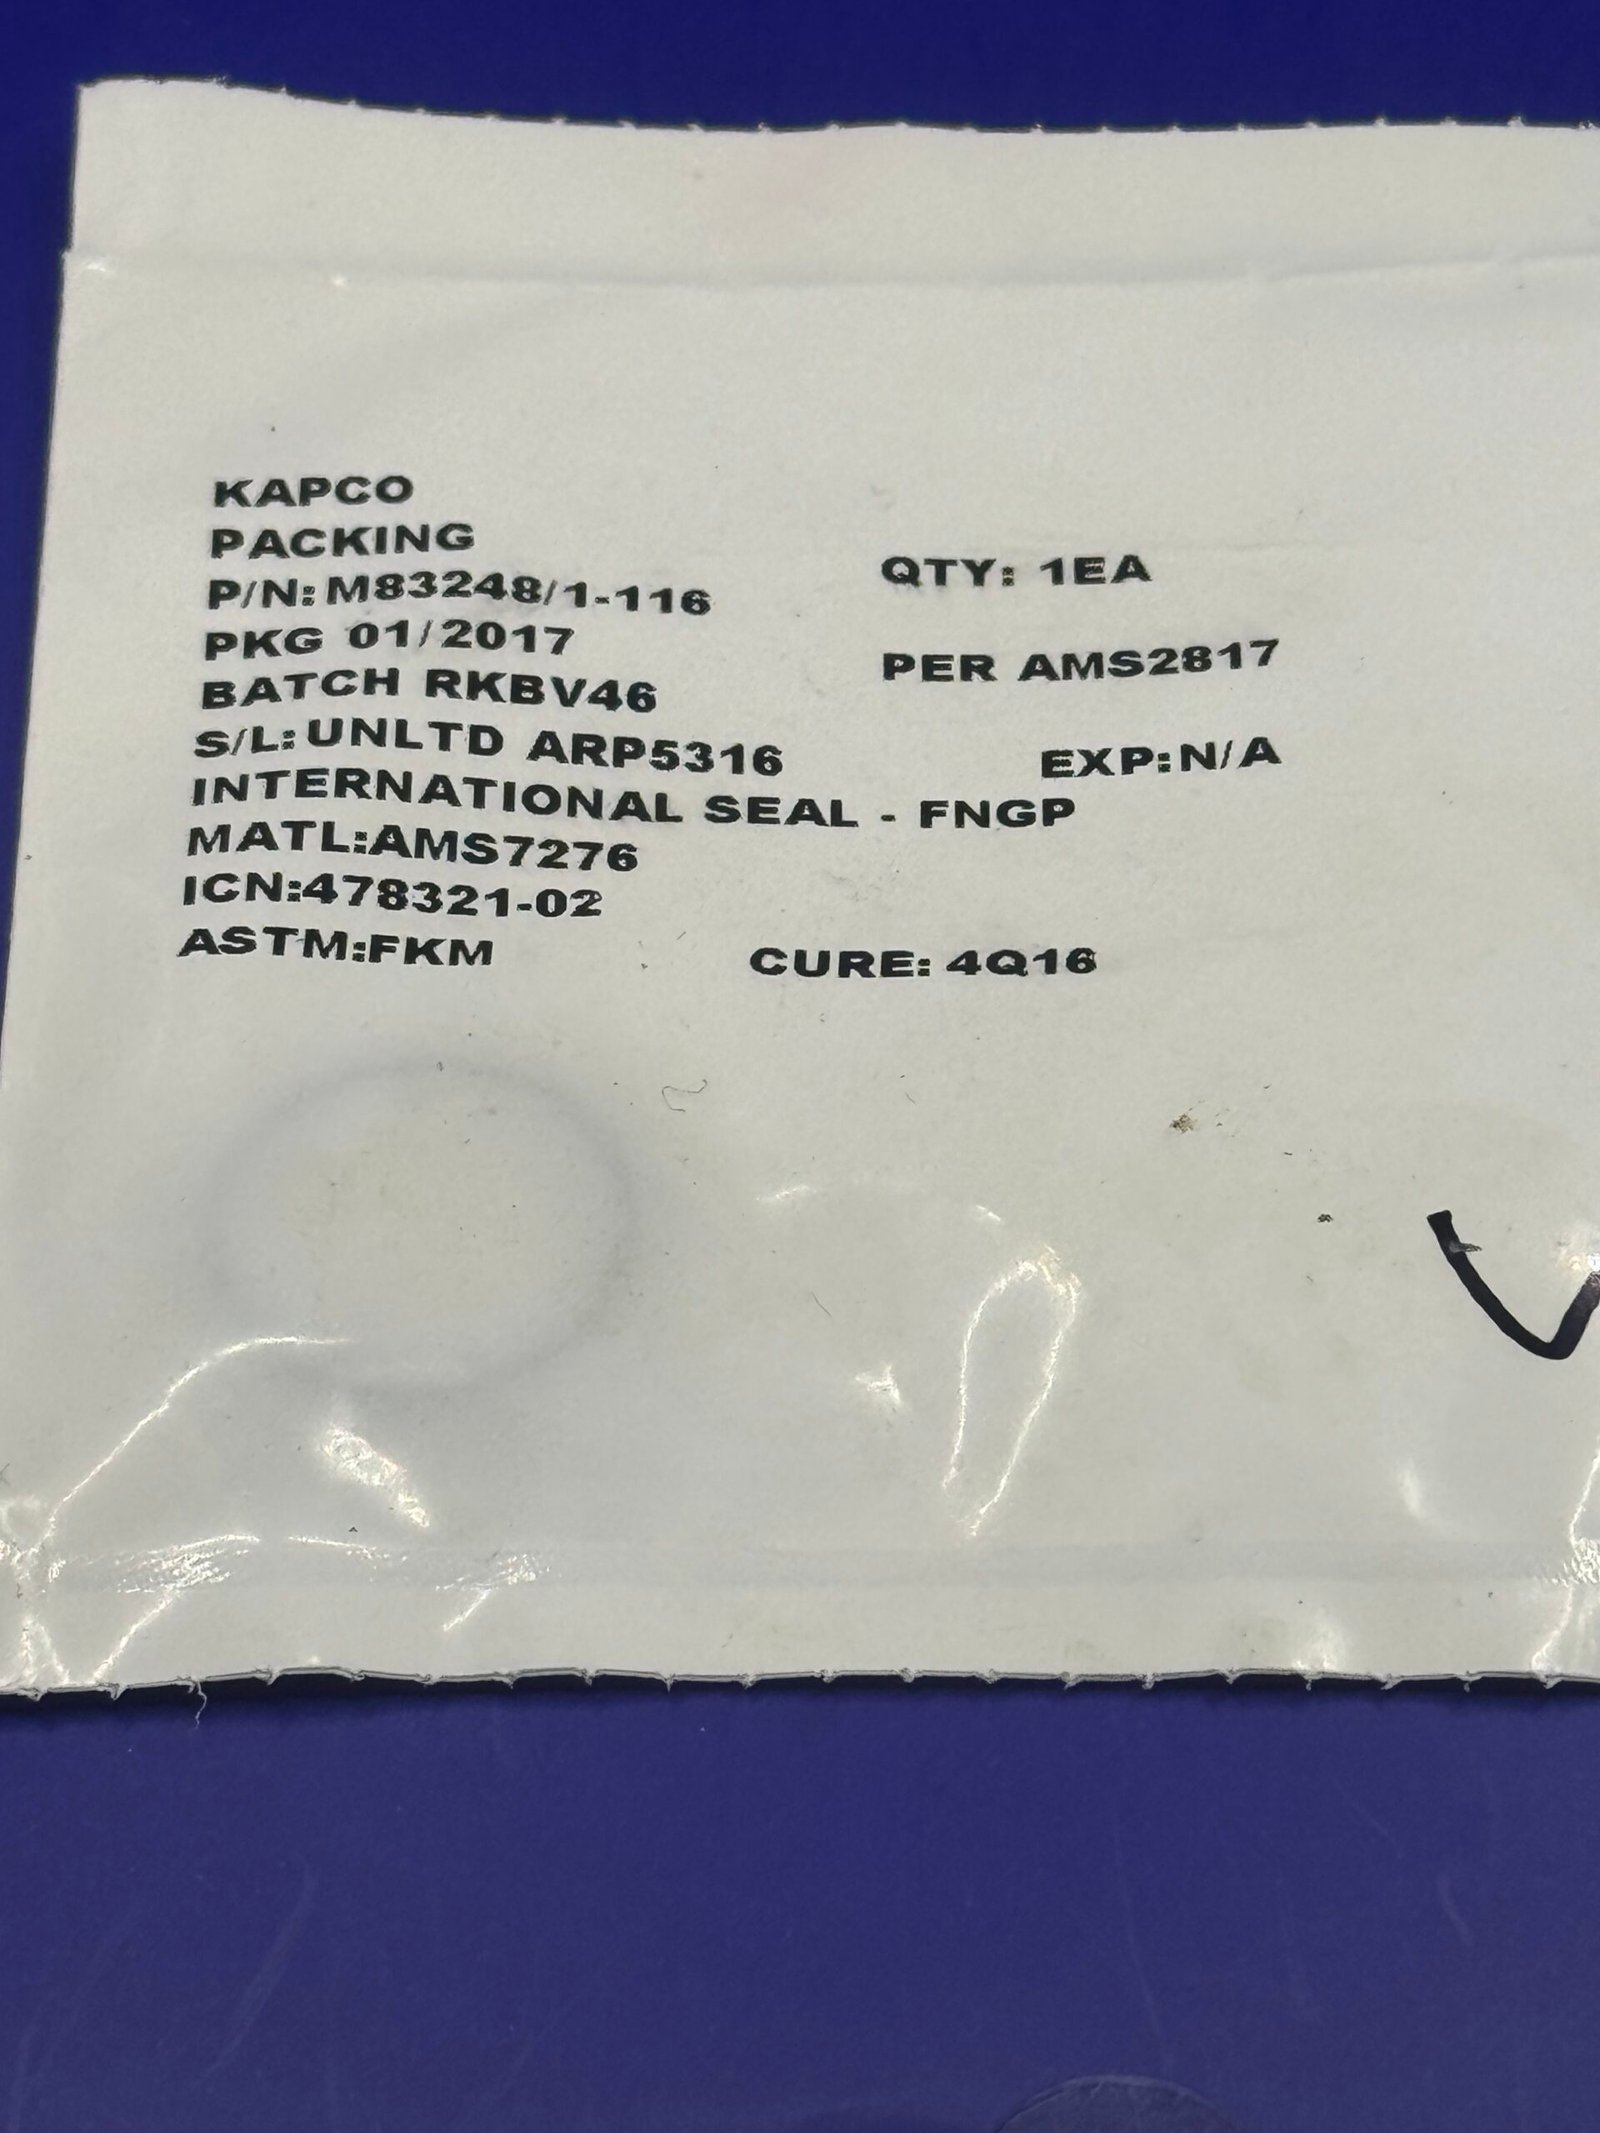 KAPCO
PACKING
P/N:M83248/1-116 QTY: 1EA
PKG 01/2017
BATCH RKBV46 PER AMS2817
S/L:UNLTD ARP5316 EXP:N/A
INTERNATIONAL SEAL - FNGP
MATL:AMS7276
ICN:478321-02
ASTM:FKM CURE: 4Q16